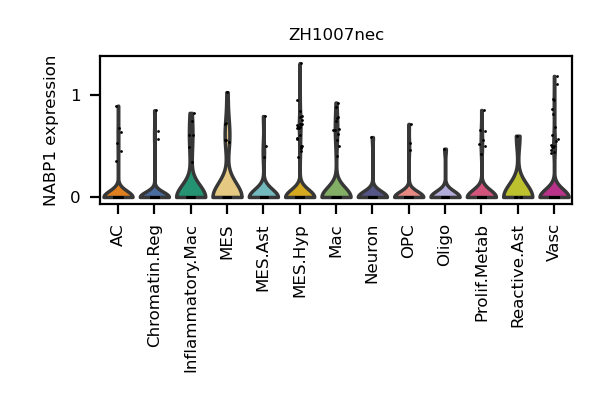 ZH1007nec
NABP1 expression
1
0
AC
Chromatin.Reg
Inflammatory.Mac
MES
MES.Ast
MES.Hyp
Mac
Neuron
OPC
Oligo
Prolif.Metab
Reactive.Ast
Vasc